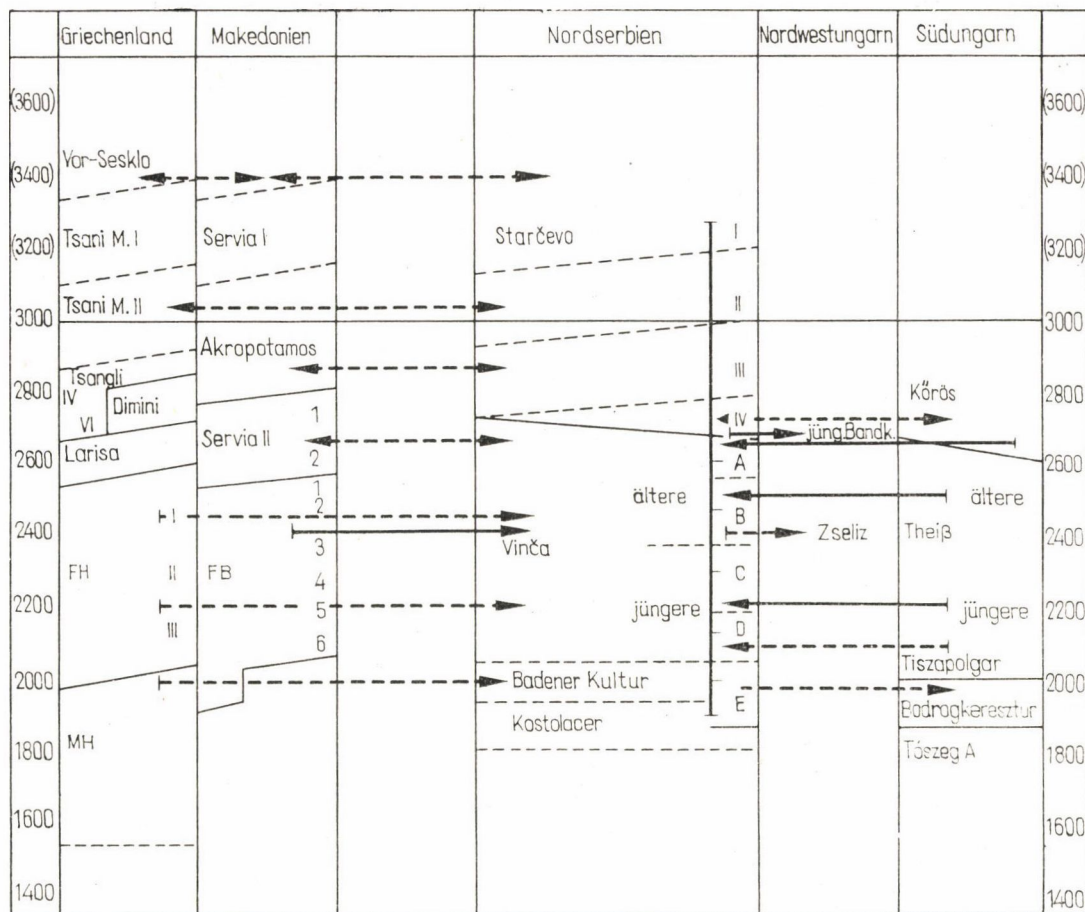 Griechenland Makedonien Nordserbien Nordwestungarn Südungarn
(3600) (3600)
Vor-Sesklo
(3400) (3400)
Tsani M. I Servia I Starčevo I
(3200) (3200)
Tsani M. II II
3000 3000
Akropotamos
Tsangli III
2800 IV Dimini Kőrös 2800
VI 1 IV
Servia II jüng. Bandk.
Larisa 2 A
2600 2600
1
I 2 ältere B ältere
2400 Vinča Zseliz Theiß 2400
3
FH II FB 4 C
2200 5 jüngere jüngere 2200
III 6 D
Tiszapolgar
2000 Badener Kultur 2000
E Bodrogkeresztur
Kostolacer
MH Tószeg A
1800 1800
1600 1600
1400 1400